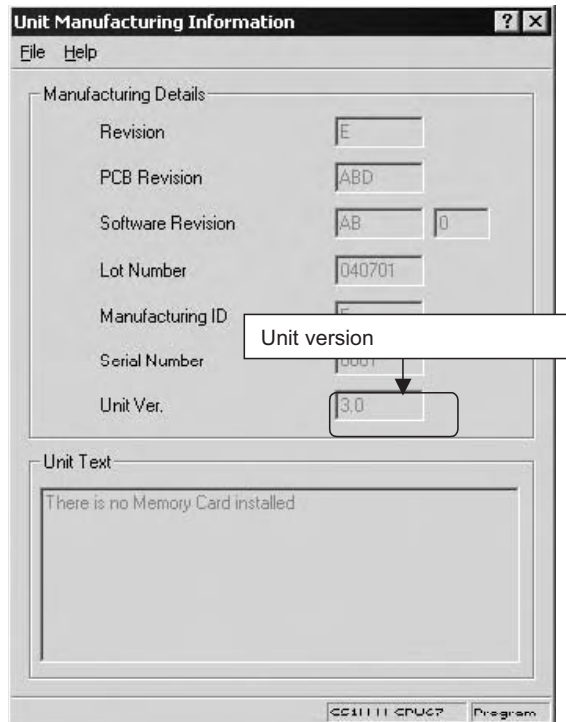 Unit Manufacturing Information ? ×
File Help
Manufacturing Details
Revision E
PCB Revision ABD
Software Revision AB 0
Lot Number 040701
Manufacturing ID
Unit version
Serial Number
Unit Ver. 3.0
Unit Text
There is no Memory Card installed
Program